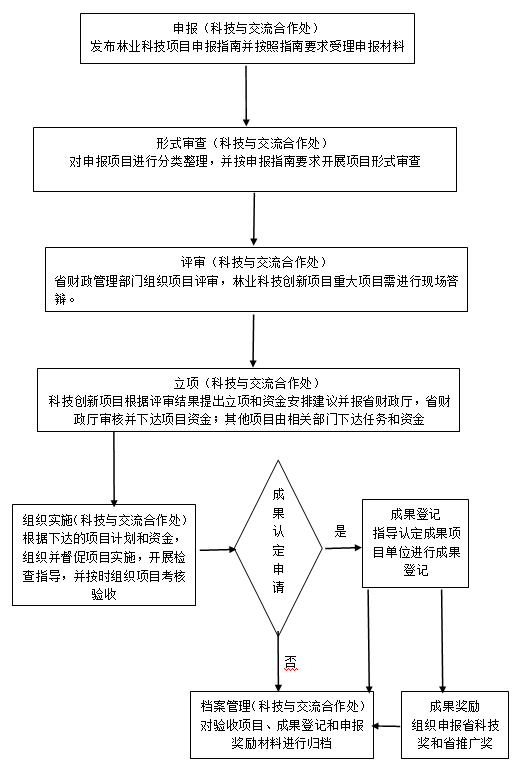 申报（科技与交流合作处）
发布林业科技项目申报指南并按照指南要求受理申报材料
形式审查（科技与交流合作处）
对申报项目进行分类整理，并按申报指南要求开展项目形式审查
评审（科技与交流合作处）
省财政管理部门组织项目评审，林业科技创新项目重大项目需进行现场答
辩。
立项（科技与交流合作处）
科技创新项目根据评审结果提出立项和资金安排建议并报省财政厅，省财
政厅审核并下达项目资金；其他项目由相关部门下达任务和资金
组织实施(科技与交流合作处)
根据下达的项目计划和资金，
组织并督促项目实施，开展检
查指导，并按时组织项目考核
验收
成
果
认
定
申
请
是
成果登记
指导认定成果项
目单位进行成果
登记
否
档案管理(科技与交流合作处)
对验收项目、成果登记和申报
奖励材料进行归档
成果奖励
组织申报省科技
奖和省推广奖